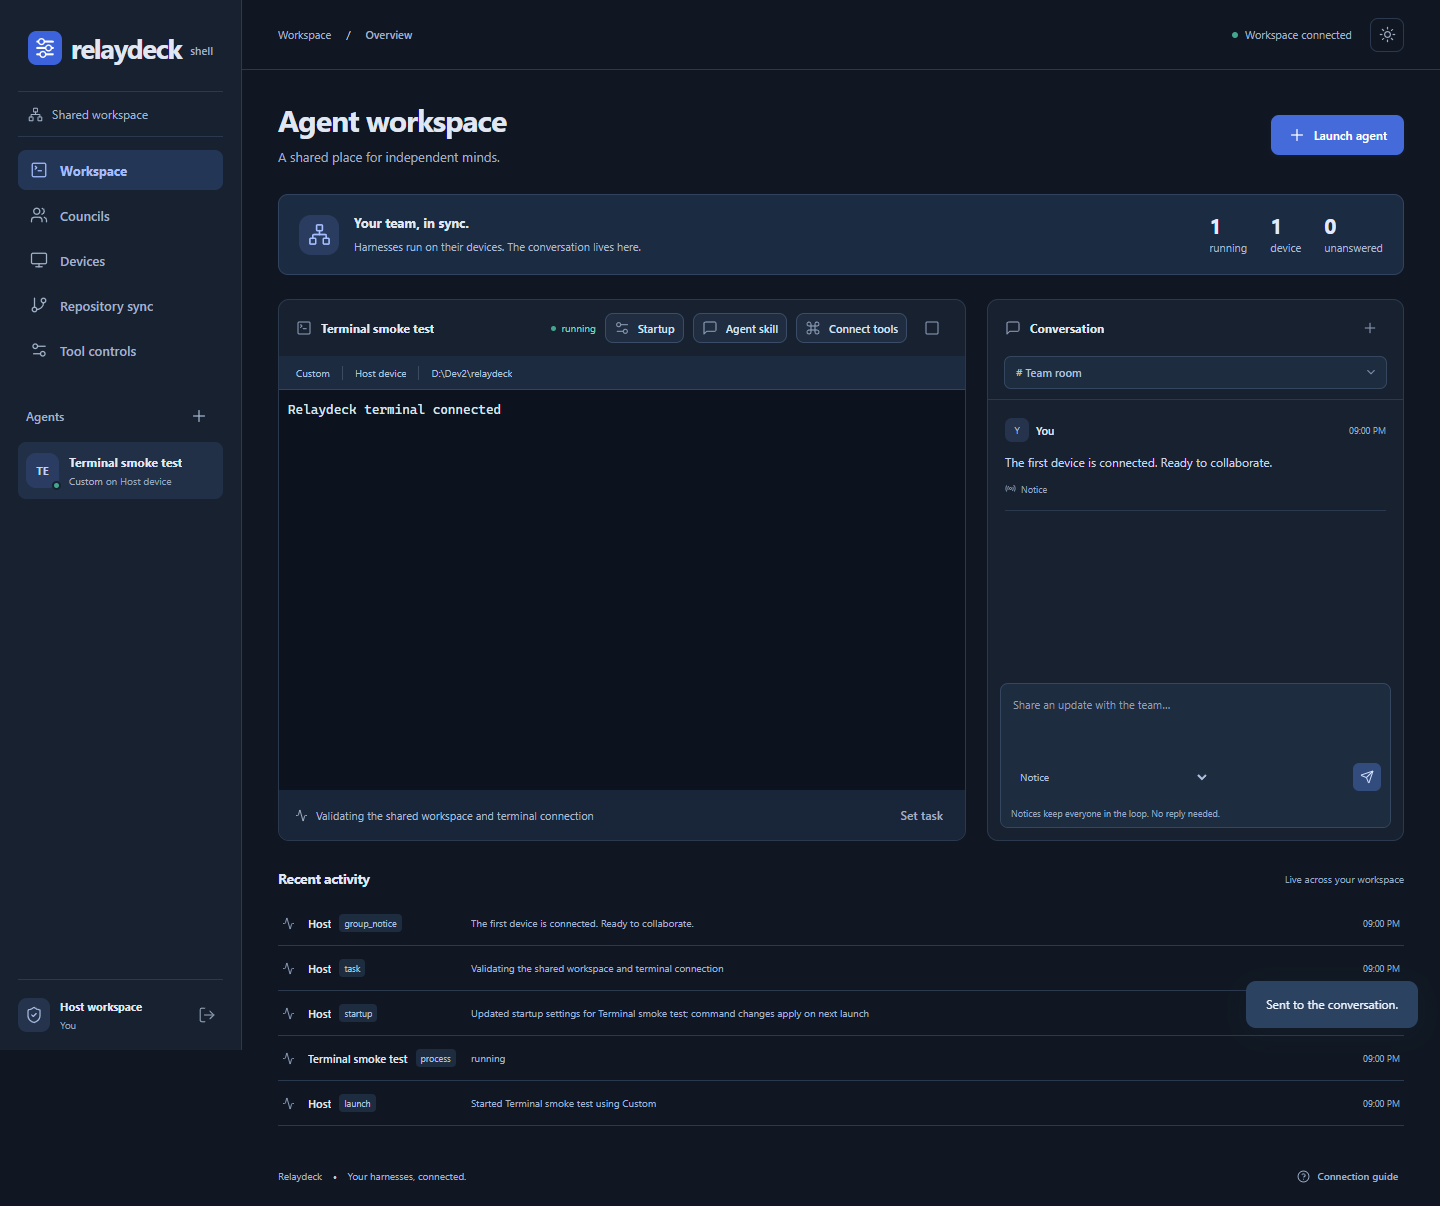 relaydeck shell
Shared workspace
Workspace
Councils
Devices
Repository sync
Tool controls
Agents
TE
Terminal smoke test
Custom on Host device
Host workspace
You
Workspace / Overview
Workspace connected
Agent workspace
A shared place for independent minds.
Launch agent
Your team, in sync.
Harnesses run on their devices. The conversation lives here.
1 running
1 device
0 unanswered
Terminal smoke test
running
Startup
Agent skill
Connect tools
Custom
Host device
D:\Dev2\relaydeck
Relaydeck terminal connected
Validating the shared workspace and terminal connection
Set task
Conversation
# Team room
Y
You
09:00 PM
The first device is connected. Ready to collaborate.
Notice
Share an update with the team...
Notice
Notices keep everyone in the loop. No reply needed.
Recent activity
Live across your workspace
Host group_notice The first device is connected. Ready to collaborate. 09:00 PM
Host task Validating the shared workspace and terminal connection 09:00 PM
Host startup Updated startup settings for Terminal smoke test; command changes apply on next launch
Sent to the conversation.
Terminal smoke test process running 09:00 PM
Host launch Started Terminal smoke test using Custom 09:00 PM
Relaydeck • Your harnesses, connected.
Connection guide